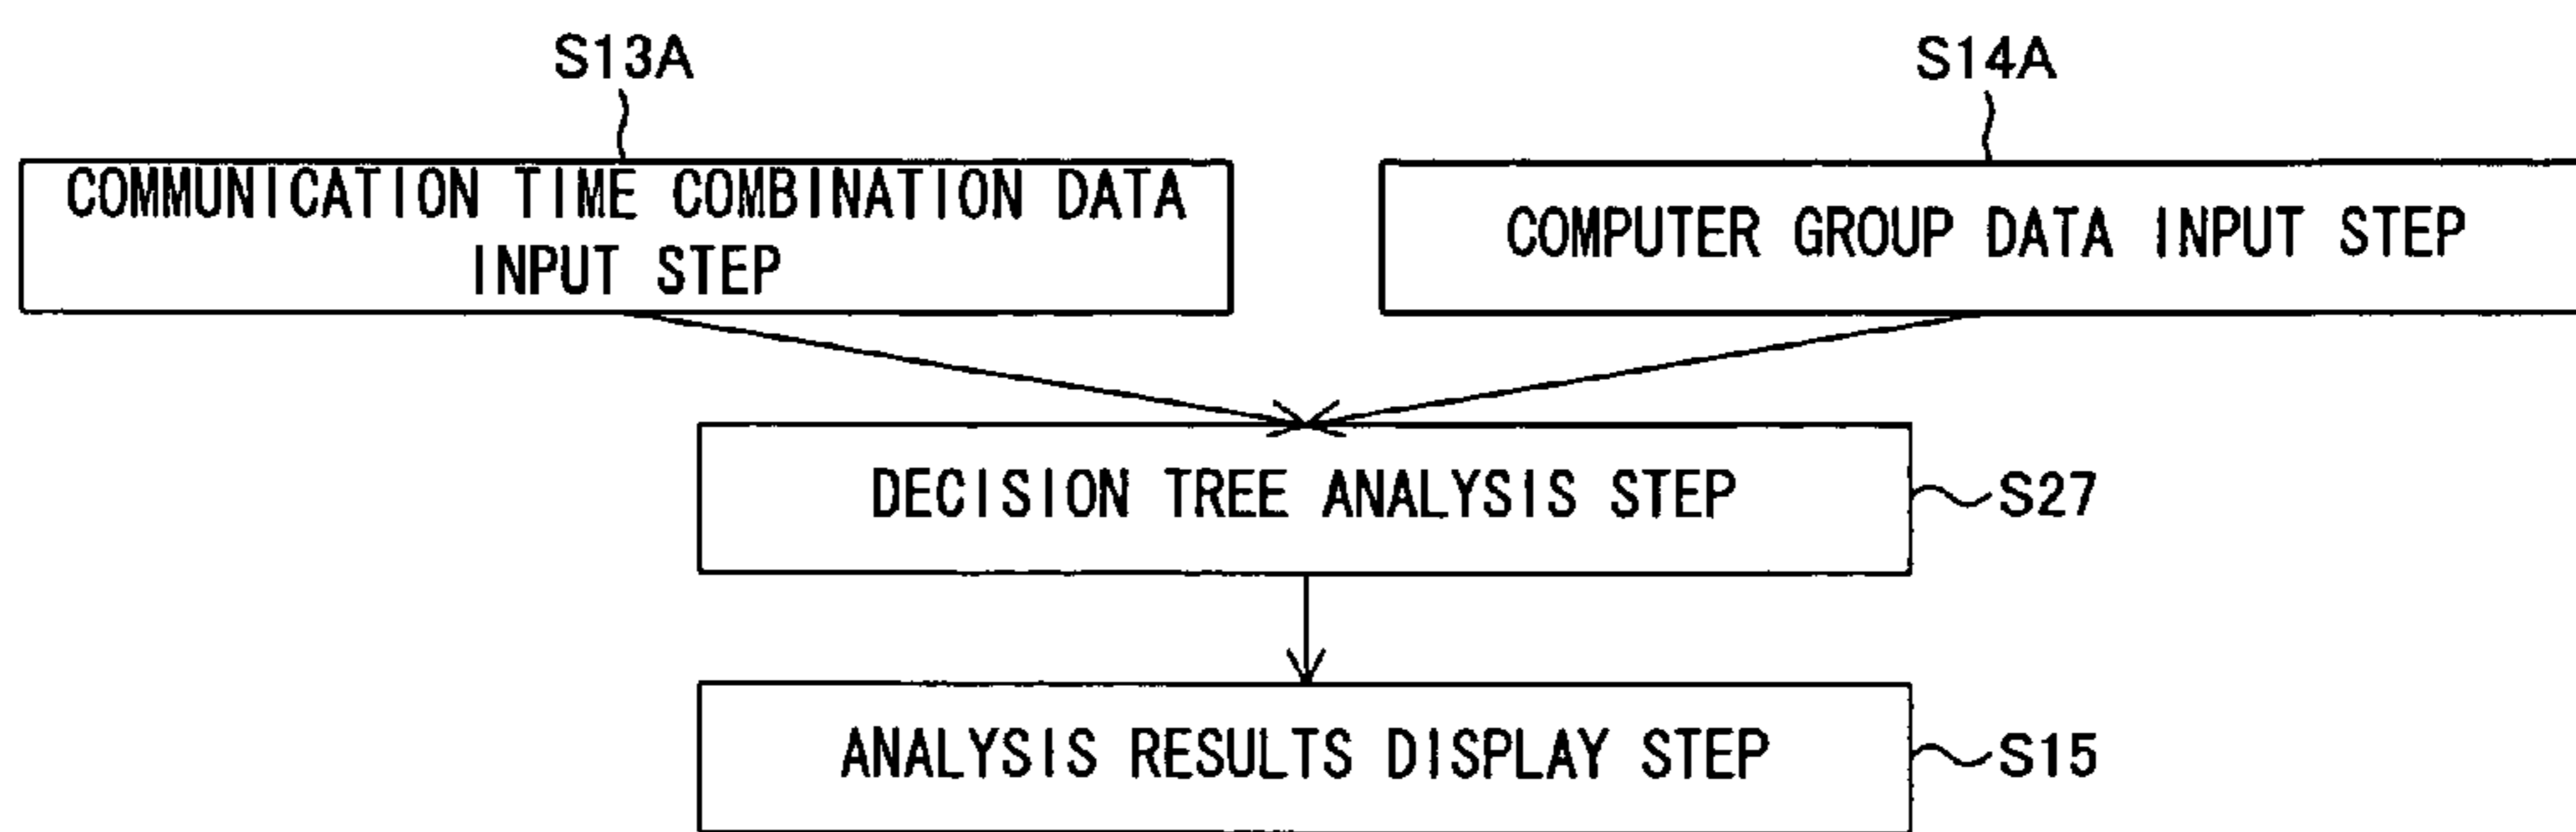 S13A
S14A
COMMUNICATION TIME COMBINATION DATA
INPUT STEP
COMPUTER GROUP DATA INPUT STEP
DECISION TREE ANALYSIS STEP
S27
ANALYSIS RESULTS DISPLAY STEP
S15